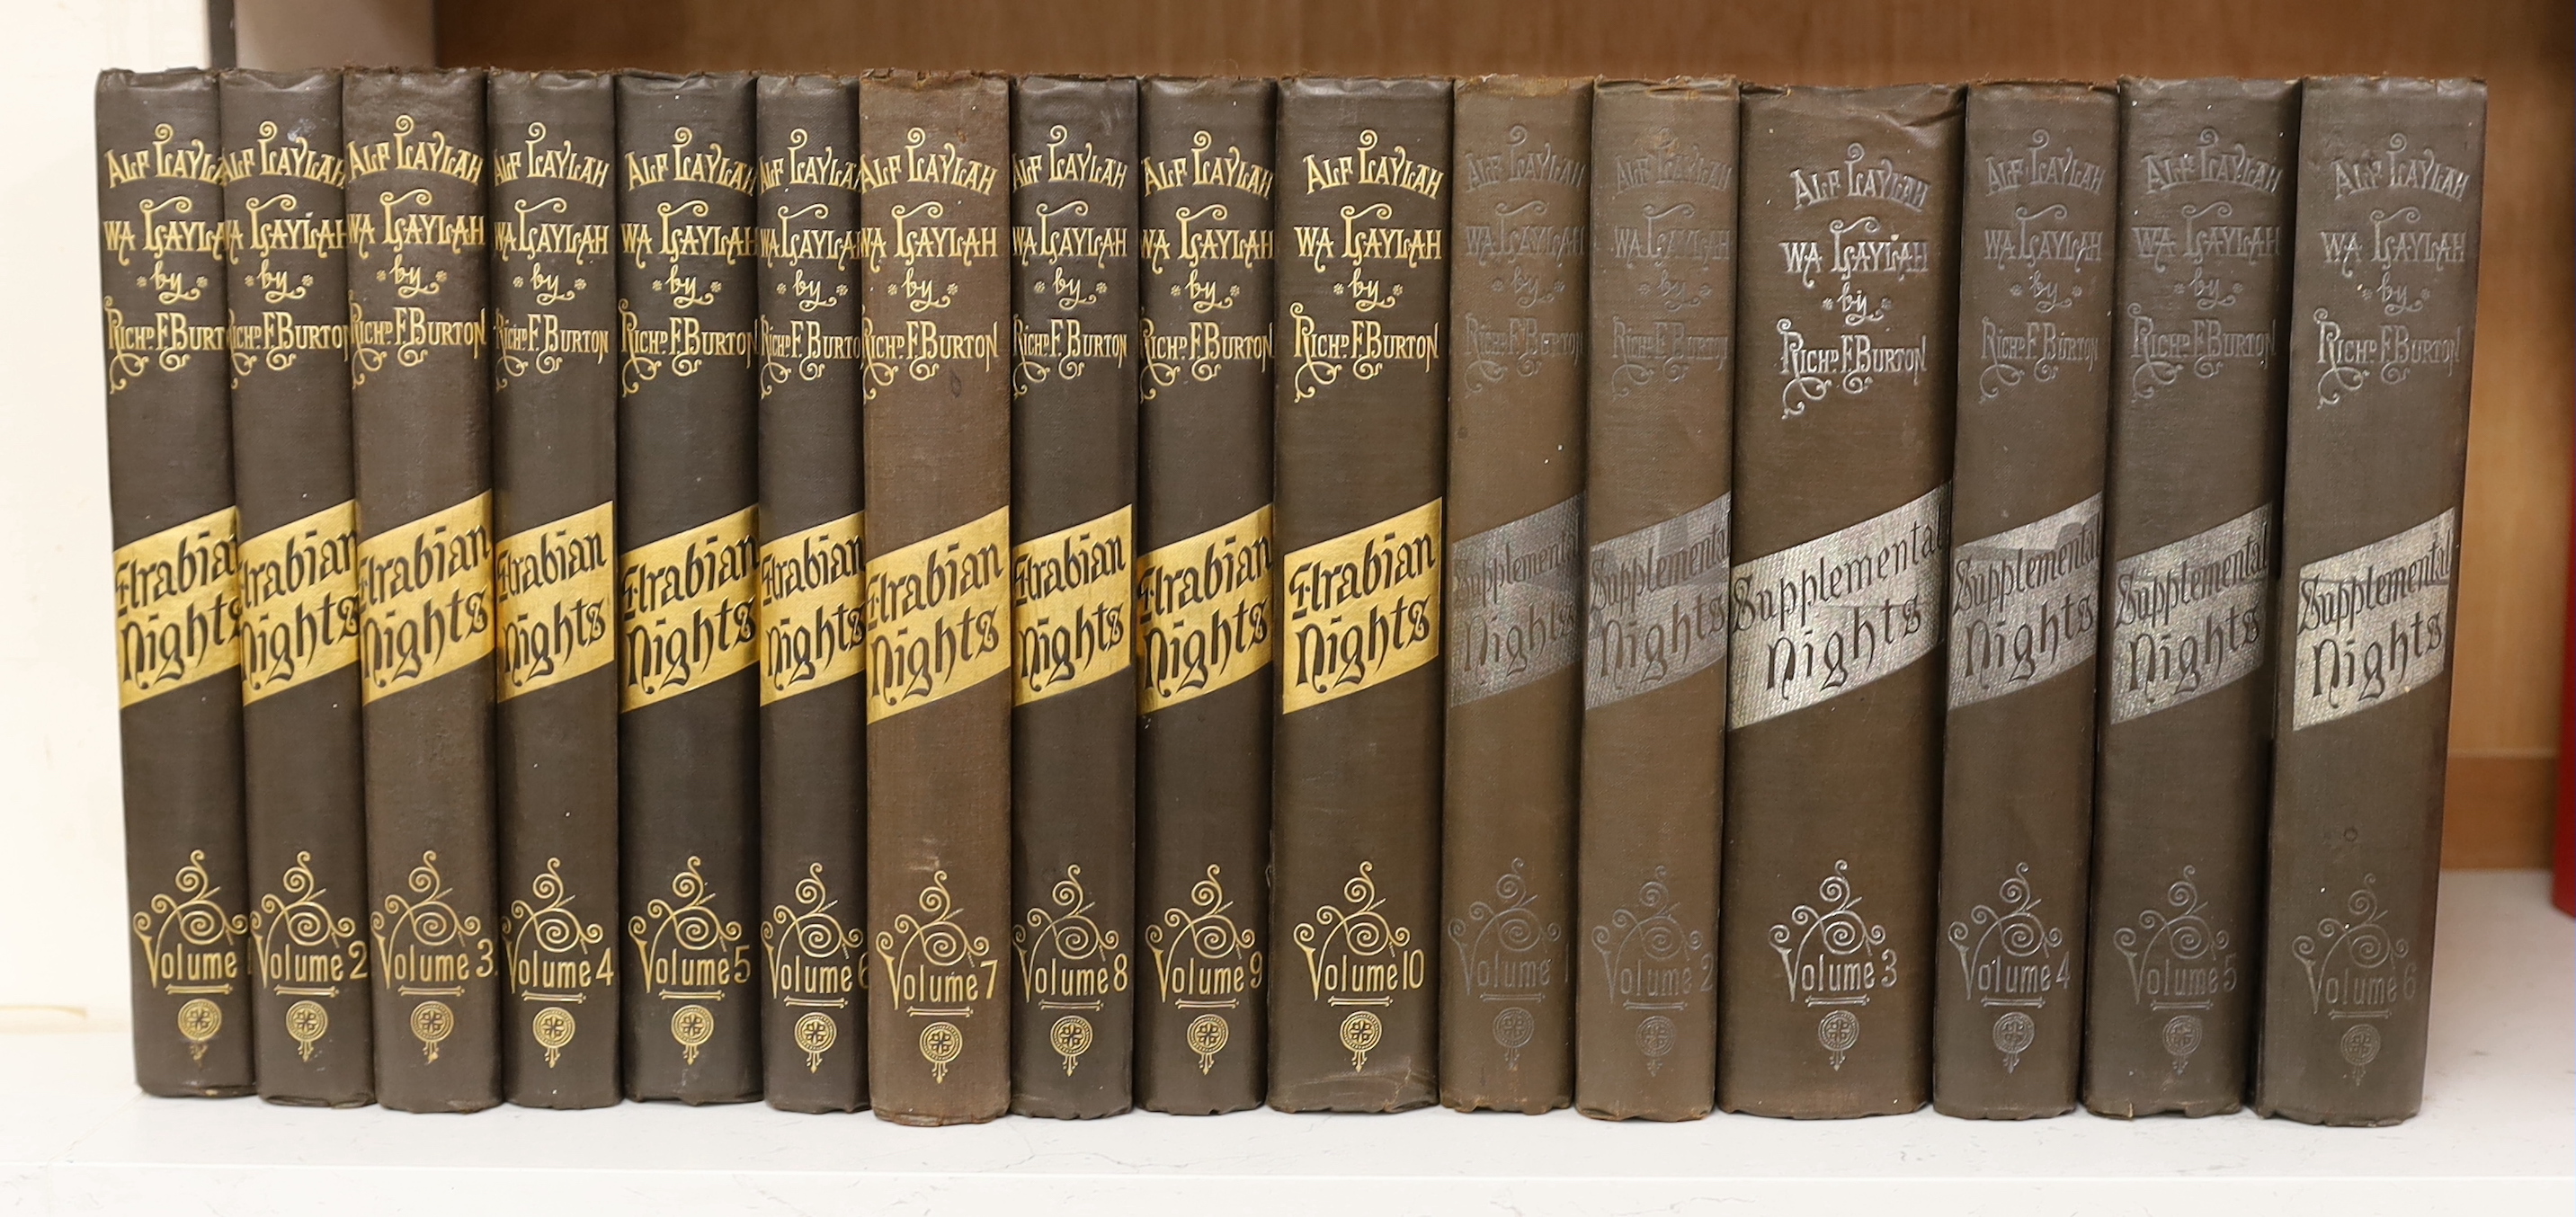 ALF LAYLAH
WA LAYLAH
by
RICHD F. BURTON
Arabian
Nights
Volume
ALF LAYLAH
WA LAYLAH
by
RICHD F. BURTON
Arabian
Nights
Volume 2
ALF LAYLAH
WA LAYLAH
by
RICHD F. BURTON
Arabian
Nights
Volume 3
ALF LAYLAH
WA LAYLAH
by
RICHD F. BURTON
Arabian
Nights
Volume 4
ALF LAYLAH
WA LAYLAH
by
RICHD F. BURTON
Arabian
Nights
Volume 5
ALF LAYLAH
WA LAYLAH
by
RICHD F. BURTON
Arabian
Nights
Volume 6
ALF LAYLAH
WA LAYLAH
by
RICHD F. BURTON
Arabian
Nights
Volume 7
ALF LAYLAH
WA LAYLAH
by
RICHD F. BURTON
Arabian
Nights
Volume 8
ALF LAYLAH
WA LAYLAH
by
RICHD F. BURTON
Arabian
Nights
Volume 9
ALF LAYLAH
WA LAYLAH
by
RICHD F. BURTON
Arabian
Nights
Volume 10
ALF LAYLAH
WA LAYLAH
by
RICHD F. BURTON
Supplemental
Nights
Volume 1
ALF LAYLAH
WA LAYLAH
by
RICHD F. BURTON
Supplemental
Nights
Volume 2
ALF LAYLAH
WA LAYLAH
by
RICHD F. BURTON
Supplemental
Nights
Volume 3
ALF LAYLAH
WA LAYLAH
by
RICHD F. BURTON
Supplemental
Nights
Volume 4
ALF LAYLAH
WA LAYLAH
by
RICHD F. BURTON
Supplemental
Nights
Volume 5
ALF LAYLAH
WA LAYLAH
by
RICHD F. BURTON
Supplemental
Nights
Volume 6